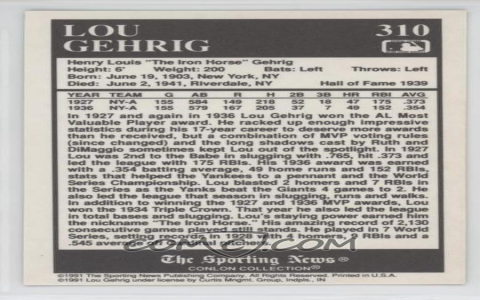 LOU
GEHRIG
310
Henry Louis "The Iron Horse" Gehrig
Height: 6' Weight: 200 Bats: Left Throws: Left
Born: June 19, 1903, New York, NY
Died: June 2, 1941, Riverdale, NY Hall of Fame 1939
YEAR TEAM G AB R H 2B 3B HR RBI AVG
1927 NY-A 155 584 149 218 52 18 47 175 .373
1936 NY-A 155 579 167 205 37 7 49 152 .354
In 1927 and again in 1936 Lou Gehrig won the AL Most
Valuable Player award. He racked up enough impressive
statistics during his 17-year career to deserve more awards
than he received, but a combination of MVP voting rules
(since changed) and the long shadows cast by Ruth and
DiMaggio sometimes kept Lou out of the spotlight. In 1927
Lou was 2nd to the Babe in slugging with .765, hit .373 and
led the league with 175 RBIs. His 1936 award was earned
with a .354 batting average, 49 home runs and 152 RBIs,
stats that helped the Yankees to a pennant and the World
Series Championship. Lou blasted 2 homers and 7 RBIs in
the Series as the Yanks beat the Giants 4 games to 2. He
also led the league that season in slugging, runs and walks.
In addition to winning the 1927 and 1936 MVP awards, Lou
won the Triple Crown in 1934. That year he also led the league
in total bases and slugging. Lou's staying power earned him
the nickname "The Iron Horse." His amazing record of 2,130
consecutive games played still stands. He played in 7 World
Series, setting records in 1928 with 4 homers, 9 RBIs and a
.545 average
The Sporting News®
CONLON COLLECTION®
©1991 The Sporting News Publishing Company. All Rights Reserved. Printed in U.S.A.
©1991 Lou Gehrig under license by Curtis Mngmt. Group, Indpls., IN